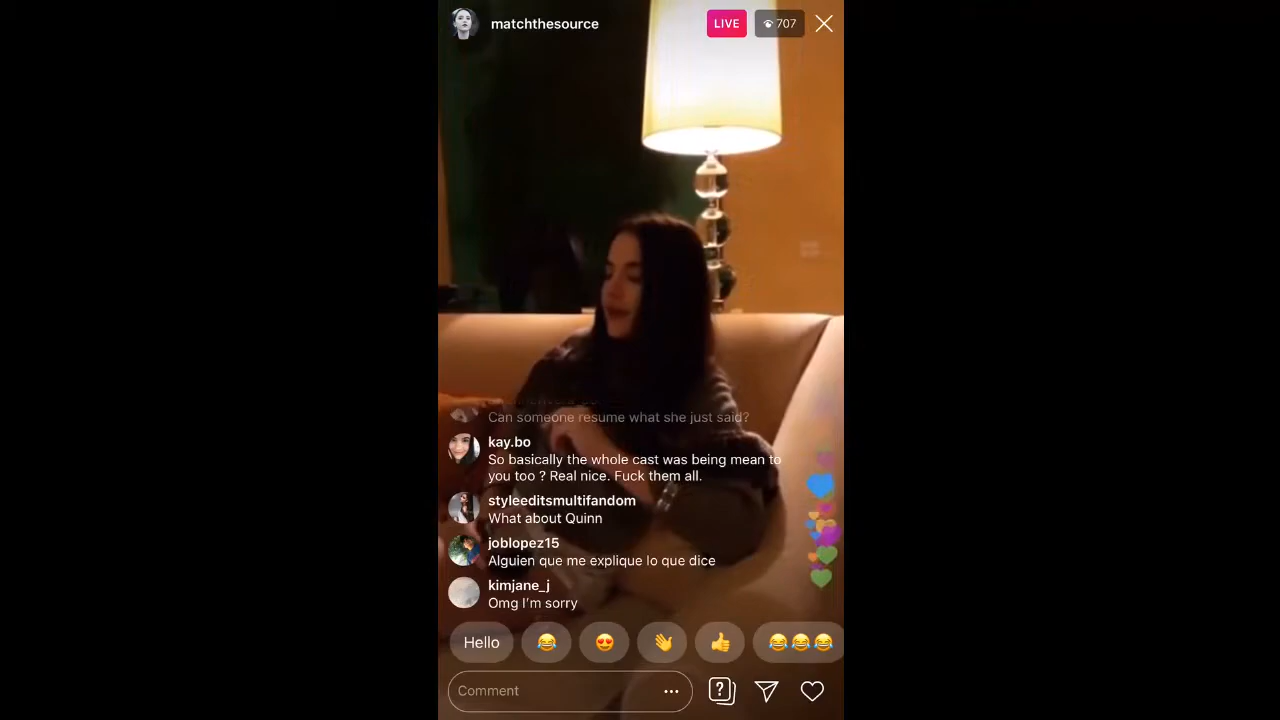 matchthesource
LIVE
707
Can someone resume what she just said?
kay.bo
So basically the whole cast was being mean to
you too ? Real nice. Fuck them all.
styleeditsmultifandom
What about Quinn
joblopez15
Alguien que me explique lo que dice
kimjane_j
Omg I'm sorry
Hello 😂 😍 👋 👍 😂😂😂
Comment
?